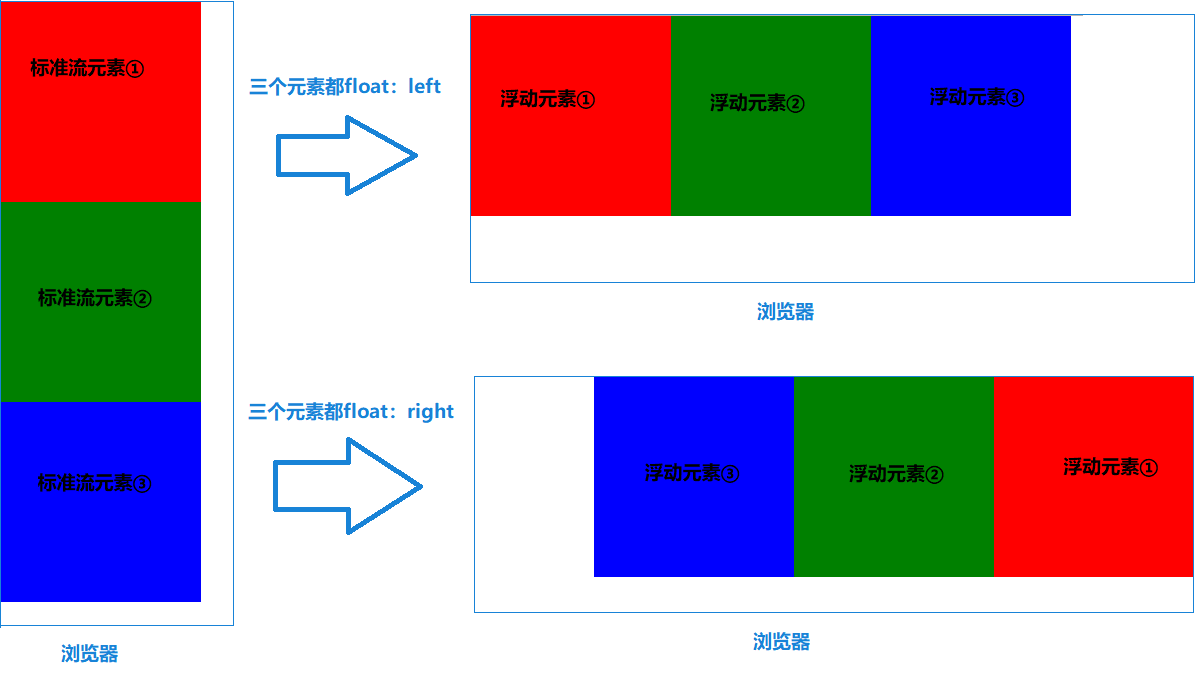 标准流元素①
标准流元素②
标准流元素③
浏览器
三个元素都float：left
浮动元素①
浮动元素②
浮动元素③
浏览器
三个元素都float：right
浮动元素③
浮动元素②
浮动元素①
浏览器